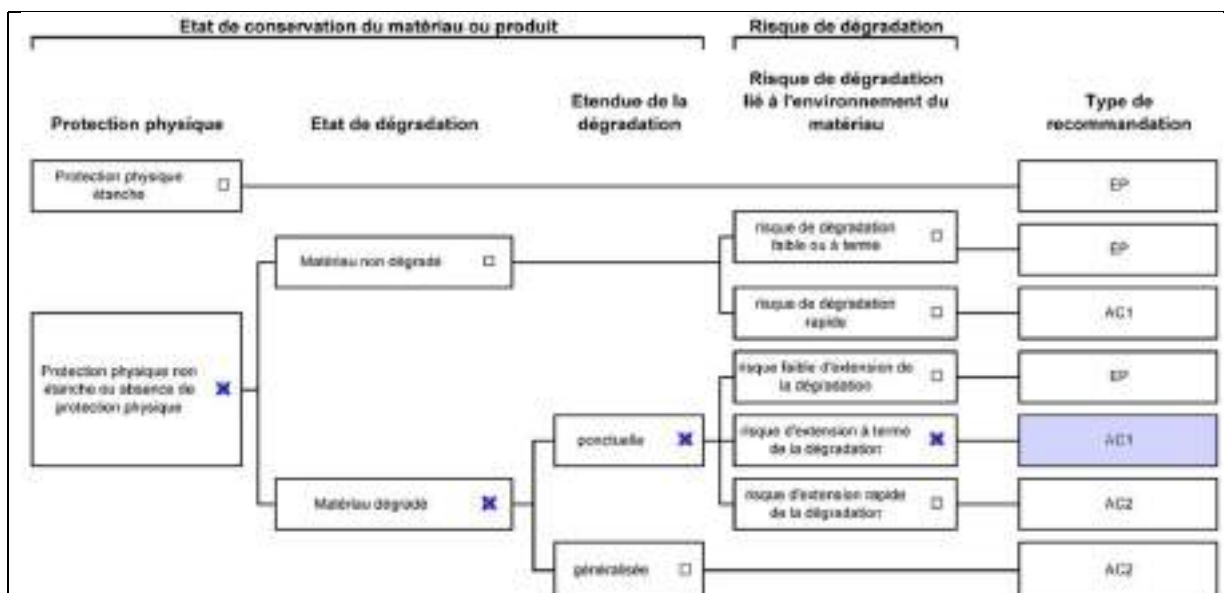 Etat de conservation du matériau ou produit
Risque de dégradation
Protection physique
Etat de dégradation
Etendue de la
dégradation
Risque de dégradation
lié à l'environnement du
matériau
Type de
recommandation
Protection physique
étanche
EP
Matériau non dégradé
risque de dégradation
faible ou à terme
EP
risque de dégradation
rapide
AC1
Protection physique non
étanche ou absence de
protection physique
risque faible d'extension de
la dégradation
EP
ponctuelle
risque d'extension à terme
de la dégradation
AC1
Matériau dégradé
risque d'extension rapide
de la dégradation
AC2
généralisée
AC2